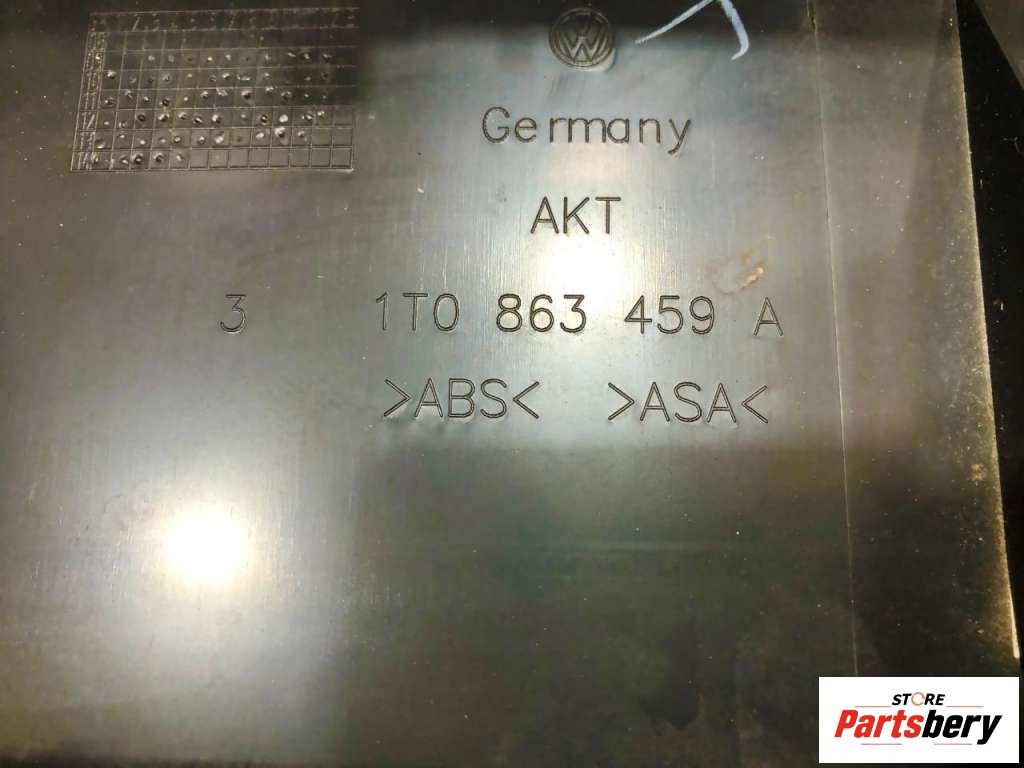 Germany
AKT
3 1T0 863 459 A
>ABS< >ASA<
STORE
Partsbery